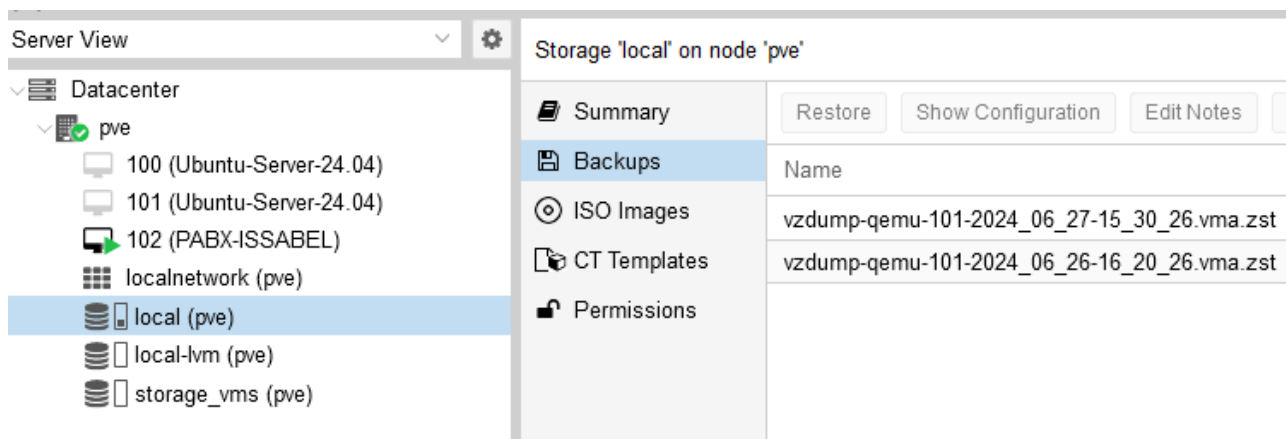 Server View
Datacenter
pve
100 (Ubuntu-Server-24.04)
101 (Ubuntu-Server-24.04)
102 (PABX-ISSABEL)
localnetwork (pve)
local (pve)
local-lvm (pve)
storage_vms (pve)
Storage 'local' on node 'pve'
Summary
Backups
ISO Images
CT Templates
Permissions
Restore Show Configuration Edit Notes
Name
vzdump-qemu-101-2024_06_27-15_30_26.vma.zst
vzdump-qemu-101-2024_06_26-16_20_26.vma.zst